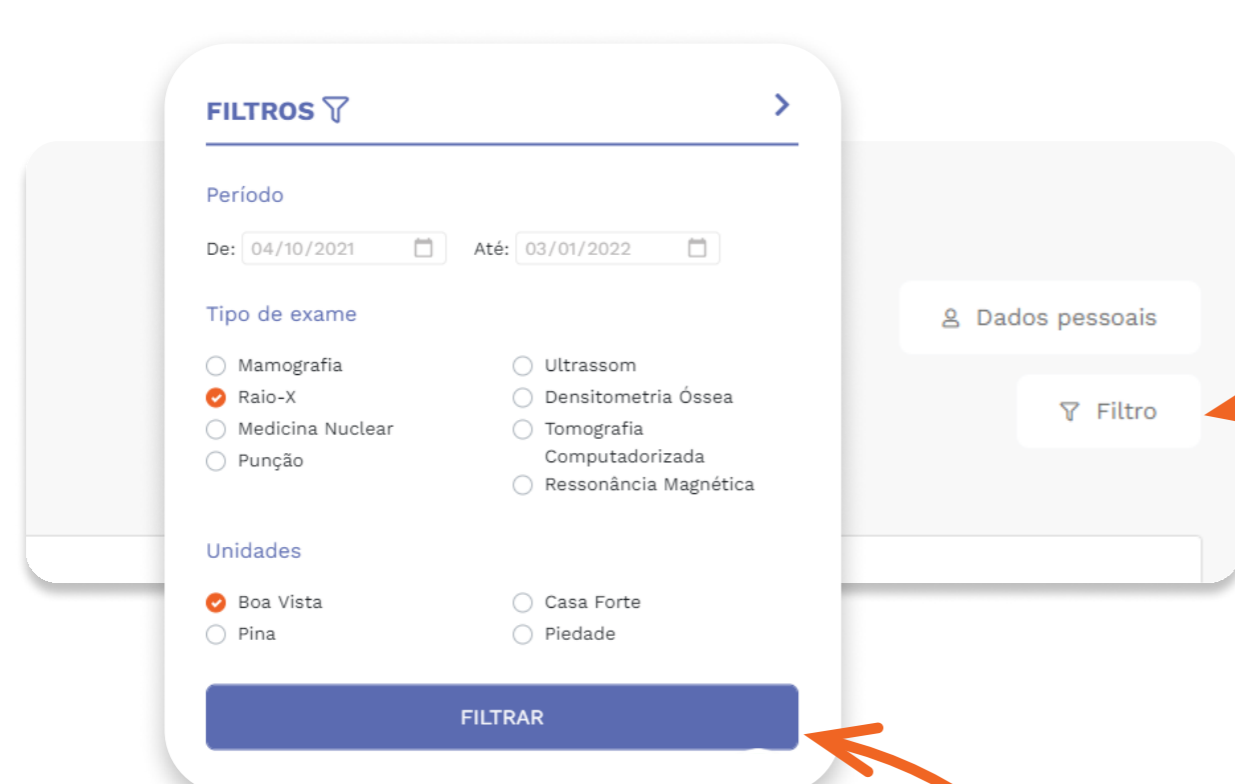 FILTROS
Período
De: 04/10/2021 Até: 03/01/2022
Tipo de exame
Mamografia
Raio-X
Medicina Nuclear
Punção
Ultrassom
Densitometria Óssea
Tomografia
Computadorizada
Ressonância Magnética
Unidades
Boa Vista
Pina
Casa Forte
Piedade
FILTRAR
Dados pessoais
Filtro